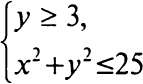 y ≥ 3,
x²+y²≤25